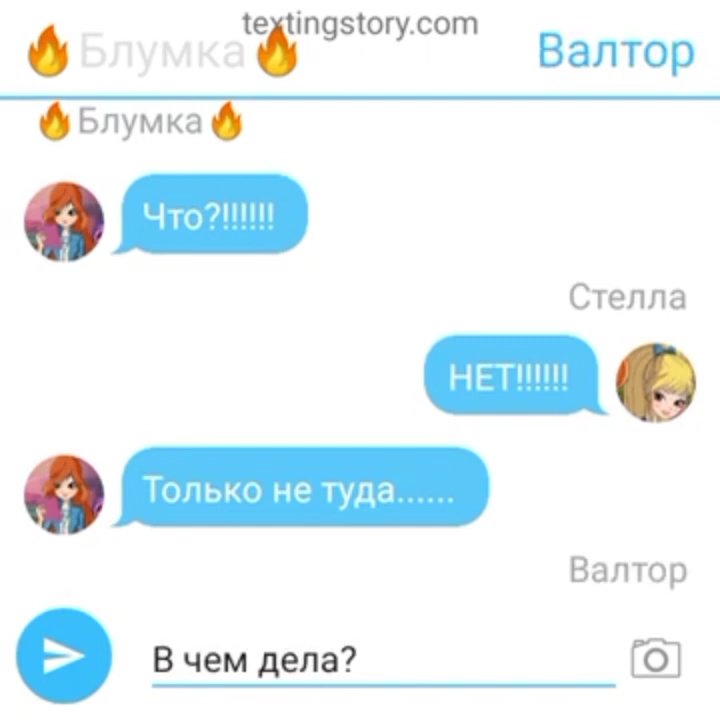 textingstory.com
🔥Блумка🔥 Валтор
🔥Блумка🔥
Что?!!!!!!
Стелла
НЕТ!!!!!!
Только не туда......
Валтор
В чем дела?